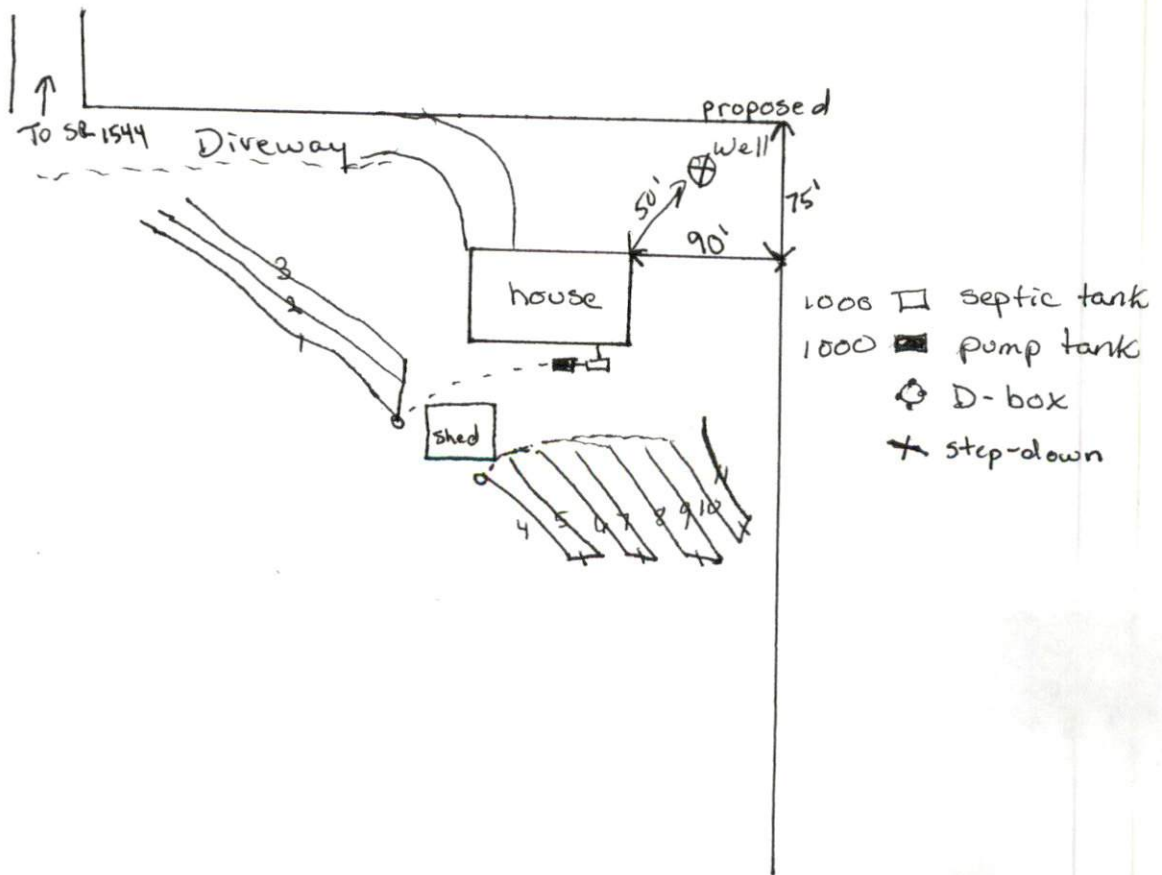 proposed
To SR 1544
Diveway
Well
50'
75'
90'
3
2
1
house
1000 septic tank
1000 pump tank
D-box
step-down
shed
4 5 6 7 8 9 10 11